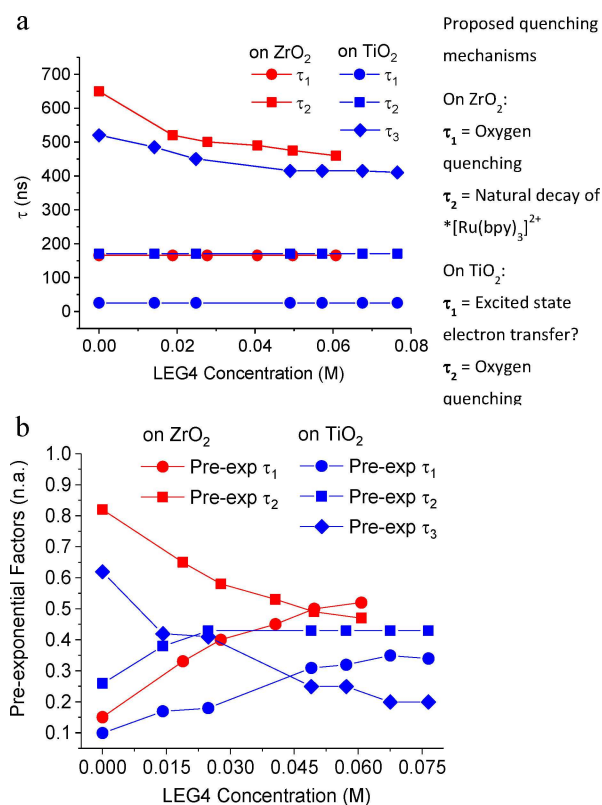 a
on ZrO2 on TiO2
τ1 τ1
τ2 τ2
τ3
700
600
500
400
300
200
100
0
τ (ns)
0.00 0.02 0.04 0.06 0.08
LEG4 Concentration (M)
Proposed quenching
mechanisms
On ZrO2:
τ1 = Oxygen
quenching
τ2 = Natural decay of
*[Ru(bpy)3]2+
On TiO2:
τ1 = Excited state
electron transfer?
τ2 = Oxygen
quenching
b
on ZrO2 on TiO2
Pre-exp τ1 Pre-exp τ1
Pre-exp τ2 Pre-exp τ2
Pre-exp τ3
1.0
0.9
0.8
0.7
0.6
0.5
0.4
0.3
0.2
0.1
Pre-exponential Factors (n.a.)
0.000 0.015 0.030 0.045 0.060 0.075
LEG4 Concentration (M)